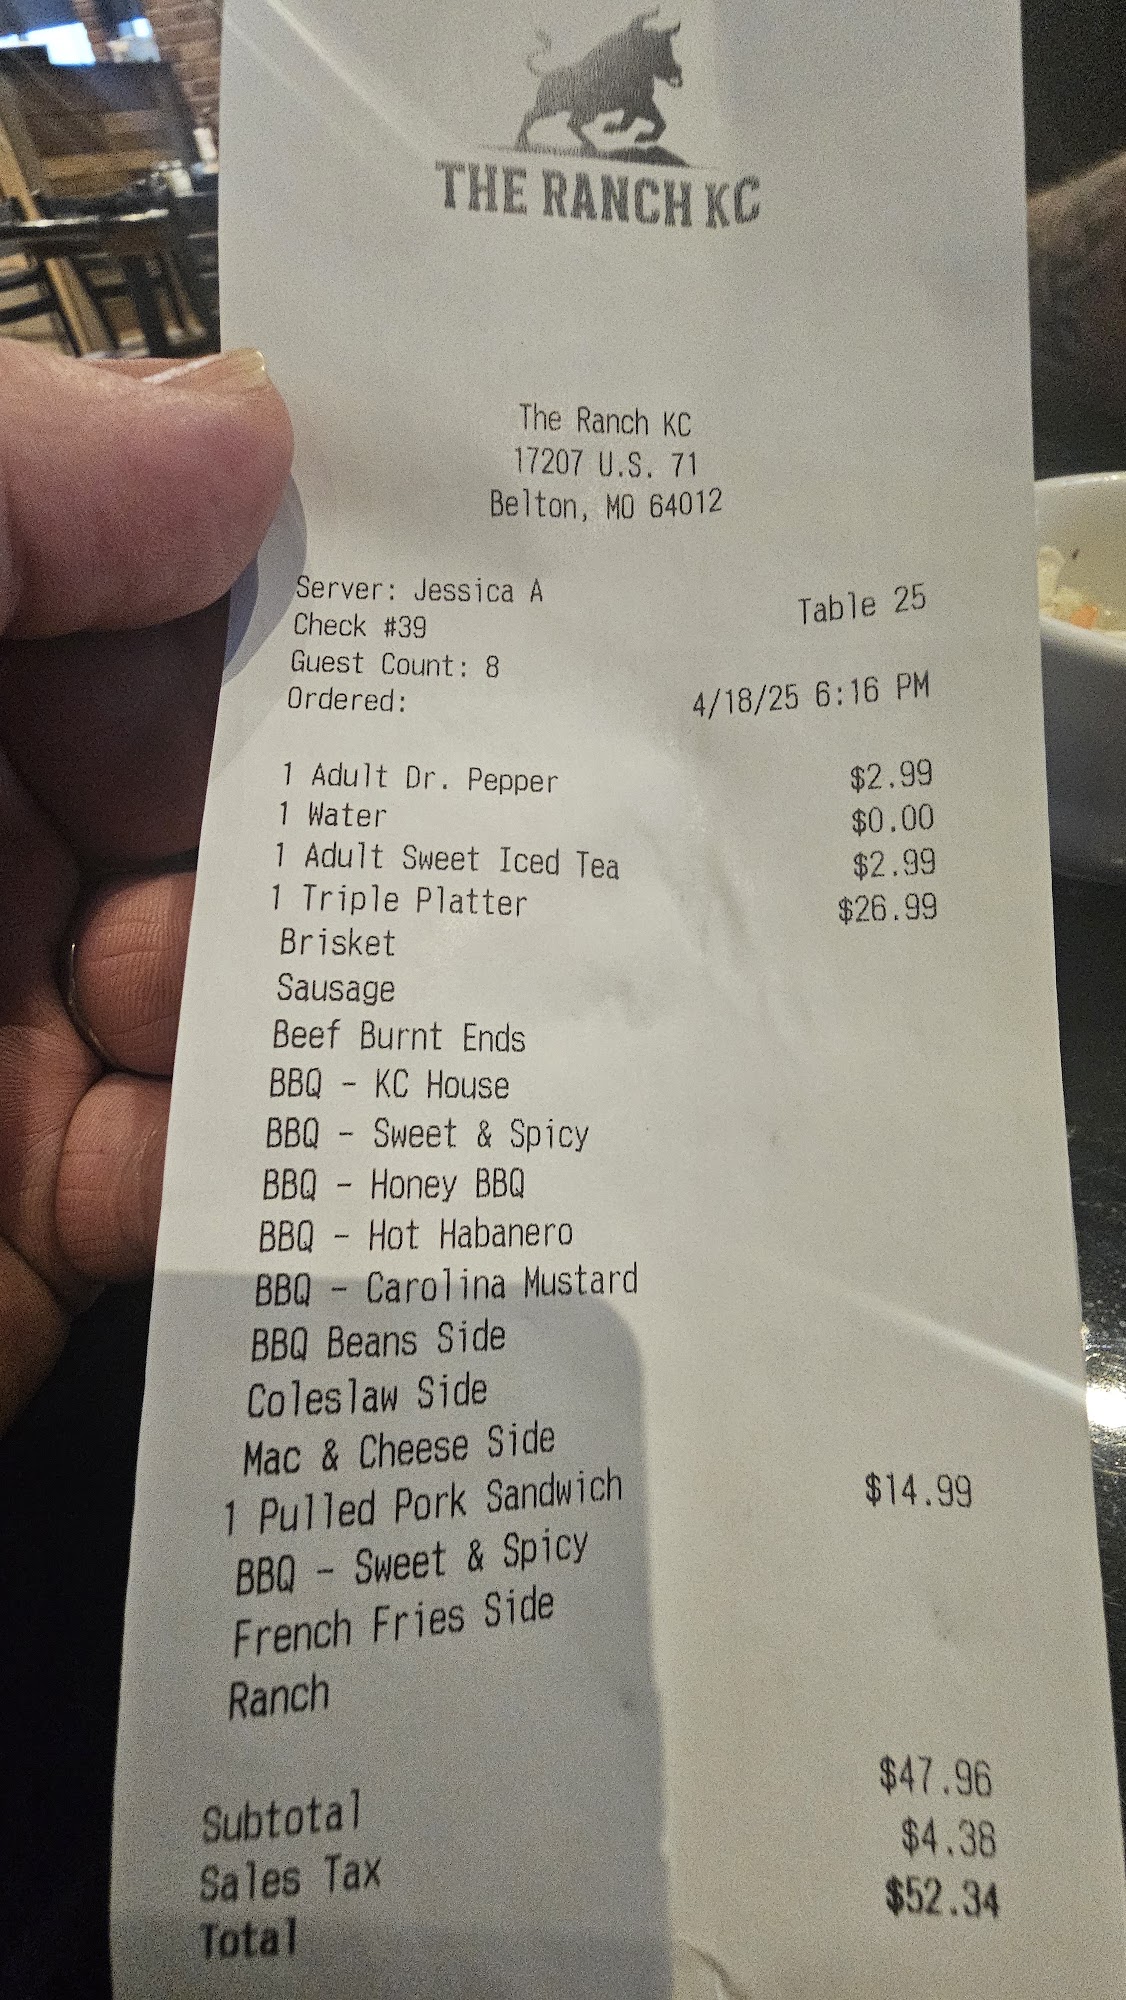 THE RANCH KC
The Ranch KC
17207 U.S. 71
Belton, MO 64012
Server: Jessica A
Check #39 Table 25
Guest Count: 8
Ordered: 4/18/25 6:16 PM
1 Adult Dr. Pepper $2.99
1 Water $0.00
1 Adult Sweet Iced Tea $2.99
1 Triple Platter $26.99
Brisket
Sausage
Beef Burnt Ends
BBQ - KC House
BBQ - Sweet & Spicy
BBQ - Honey BBQ
BBQ - Hot Habanero
BBQ - Carolina Mustard
BBQ Beans Side
Coleslaw Side
Mac & Cheese Side
1 Pulled Pork Sandwich $14.99
BBQ - Sweet & Spicy
French Fries Side
Ranch
Subtotal $47.96
Sales Tax $4.38
Total $52.34